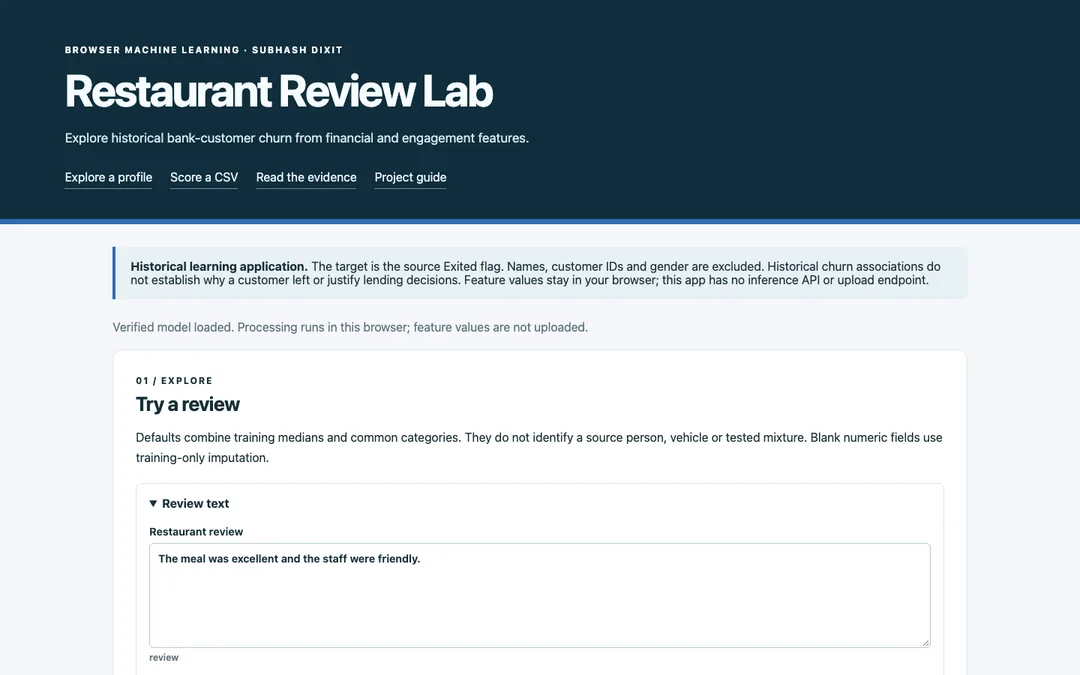 BROWSER MACHINE LEARNING · SUBHASH DIXIT
Restaurant Review Lab
Explore historical bank-customer churn from financial and engagement features.
Explore a profile Score a CSV Read the evidence Project guide
Historical learning application. The target is the source Exited flag. Names, customer IDs and gender are excluded. Historical churn associations do
not establish why a customer left or justify lending decisions. Feature values stay in your browser; this app has no inference API or upload endpoint.
Verified model loaded. Processing runs in this browser; feature values are not uploaded.
01 / EXPLORE
Try a review
Defaults combine training medians and common categories. They do not identify a source person, vehicle or tested mixture. Blank numeric fields use
training-only imputation.
▼ Review text
Restaurant review
The meal was excellent and the staff were friendly.
review